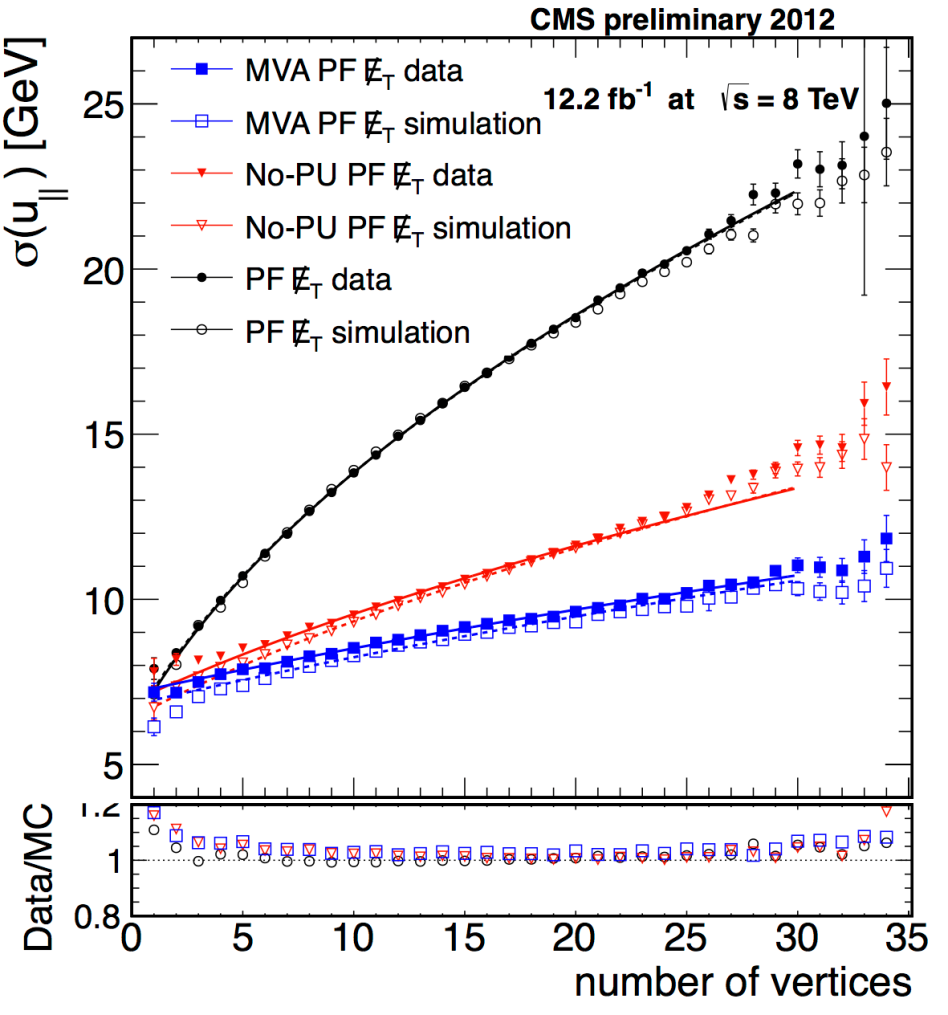 CMS preliminary 2012
σ(u||) [GeV]
MVA PF E̸T data
MVA PF E̸T simulation
No-PU PF E̸T data
No-PU PF E̸T simulation
PF E̸T data
PF E̸T simulation
12.2 fb-1 at √s = 8 TeV
25
20
15
10
5
Data/MC
1.2
1
0.8
0 5 10 15 20 25 30 35
number of vertices